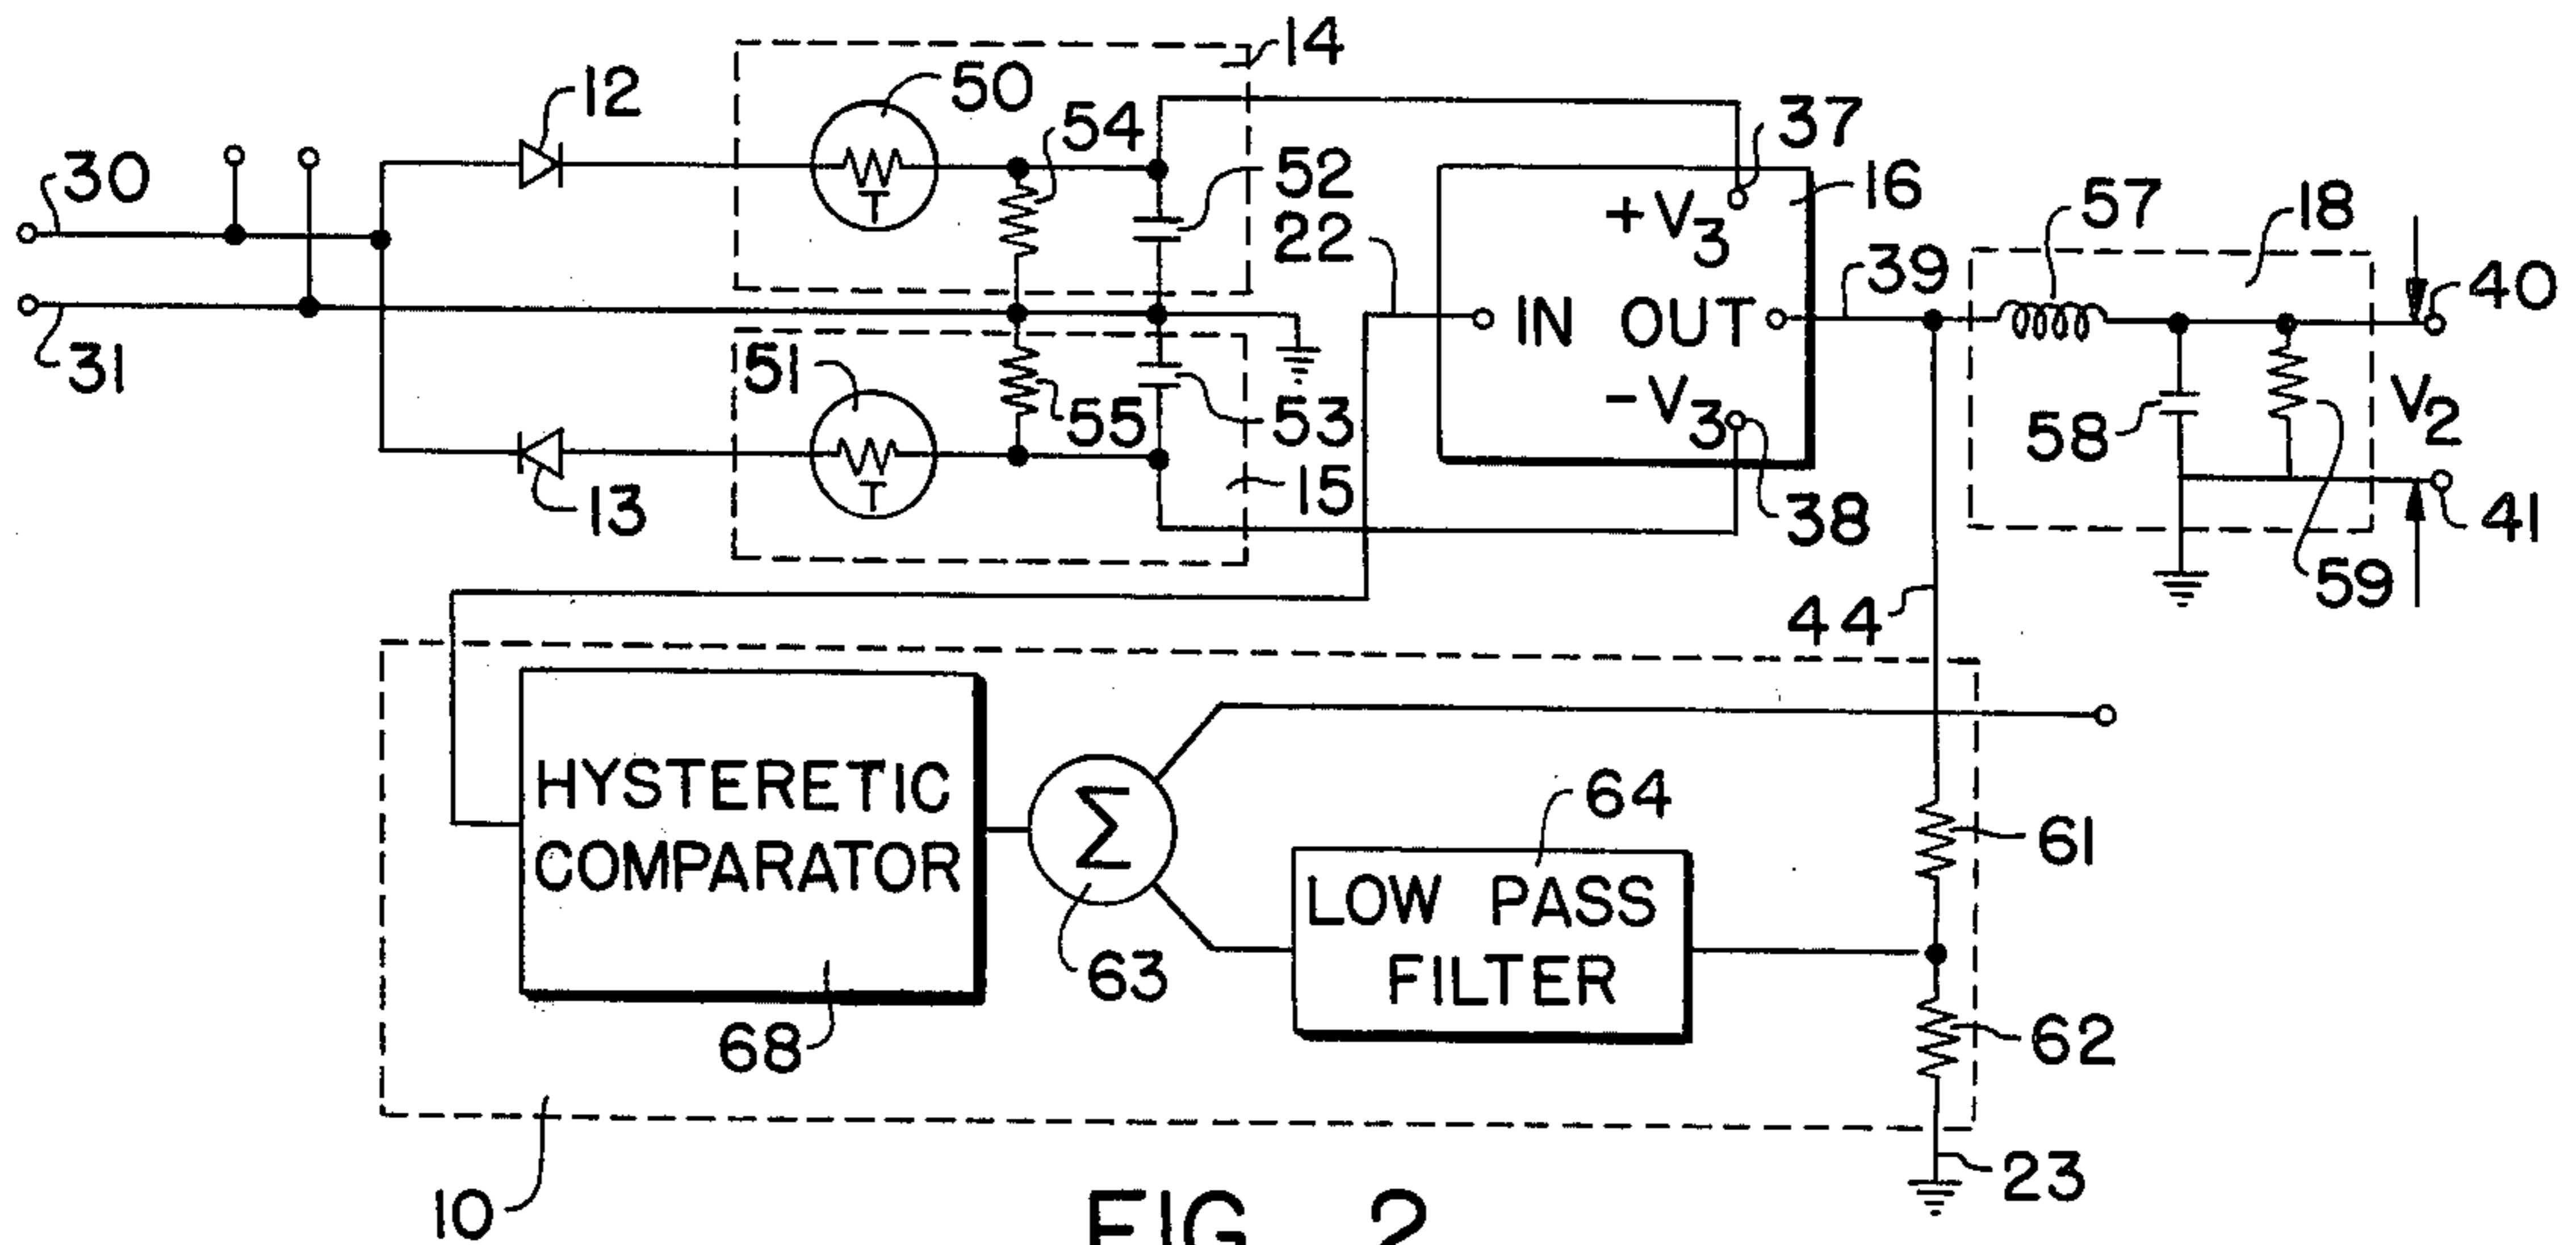 14
50
12
54
37
30
52
16
57
18
+V3
22
39
40
IN OUT
31
51
-V3
V2
55
53
58
15
13
38
41
59
44
HYSTERETIC
COMPARATOR
Σ
64
61
LOW PASS
FILTER
63
68
62
23
10
FIG. 2
T
T